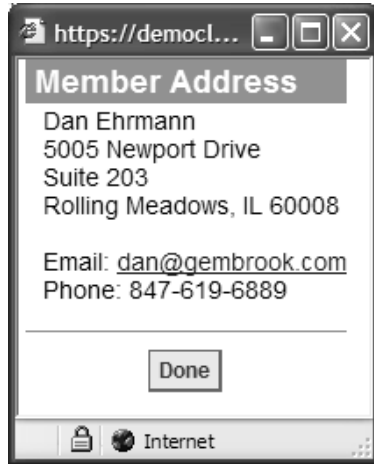 https://democl...
Member Address
Dan Ehrmann
5005 Newport Drive
Suite 203
Rolling Meadows, IL 60008
Email: dan@gembrook.com
Phone: 847-619-6889
Done
Internet